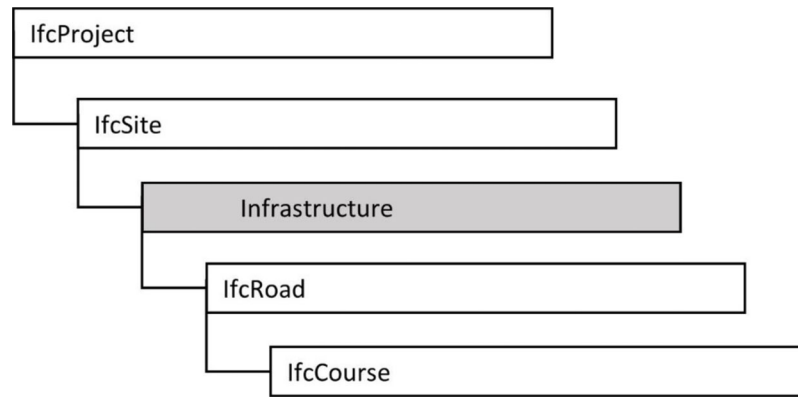 IfcProject
IfcSite
Infrastructure
IfcRoad
IfcCourse